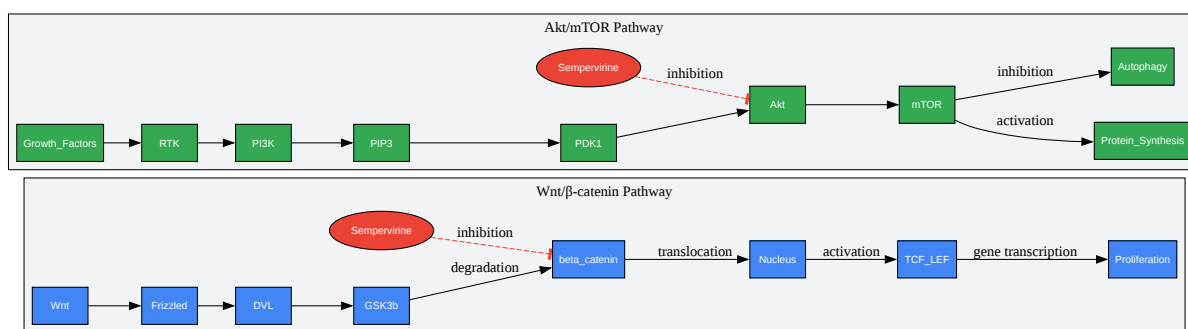 Akt/mTOR Pathway
Sempervirine
inhibition
Akt
mTOR
inhibition
Autophagy
activation
Protein_Synthesis
Growth_Factors
RTK
PI3K
PIP3
PDK1
Wnt/β-catenin Pathway
Sempervirine
inhibition
degradation
beta_catenin
translocation
Nucleus
activation
TCF_LEF
gene transcription
Proliferation
Wnt
Frizzled
DVL
GSK3b